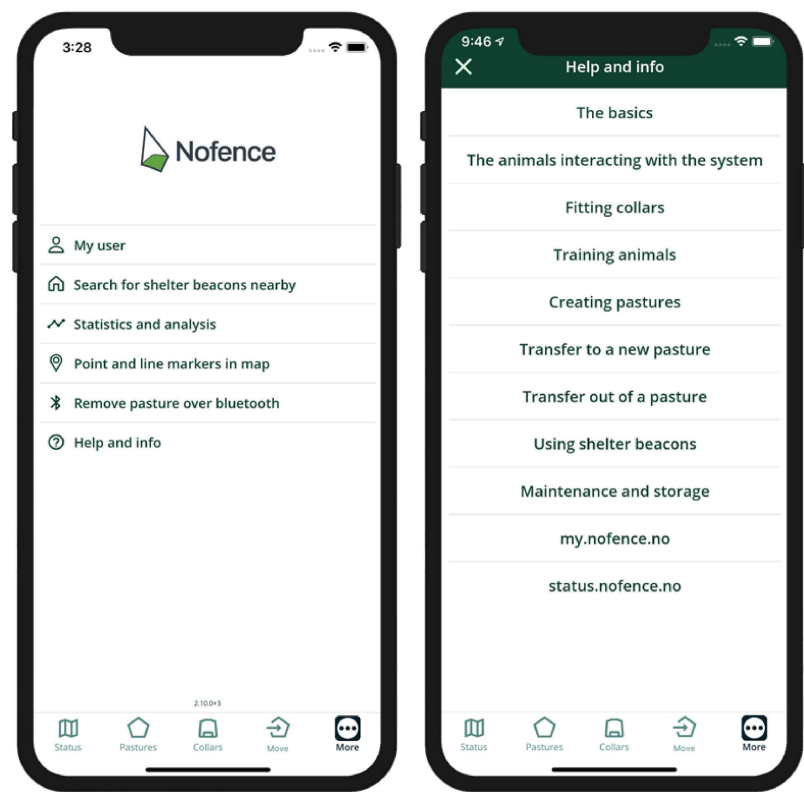 3:28
Nofence
My user
Search for shelter beacons nearby
Statistics and analysis
Point and line markers in map
Remove pasture over bluetooth
Help and info
2.10.0+3
Status
Pastures
Collars
Move
More
9:46
Help and info
The basics
The animals interacting with the system
Fitting collars
Training animals
Creating pastures
Transfer to a new pasture
Transfer out of a pasture
Using shelter beacons
Maintenance and storage
my.nofence.no
status.nofence.no
Status
Pastures
Collars
Move
More